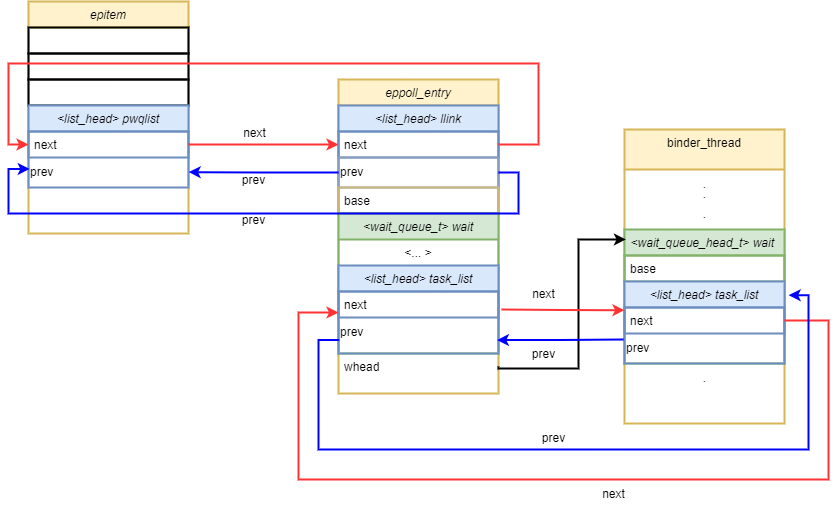 epitem
<list_head> pwqlist
next
prev
next
prev
prev
eppoll_entry
<list_head> llink
next
prev
base
<wait_queue_t> wait
<... >
<list_head> task_list
next
prev
whead
next
prev
prev
next
binder_thread
.
.
.
<wait_queue_head_t> wait
base
<list_head> task_list
next
prev
.